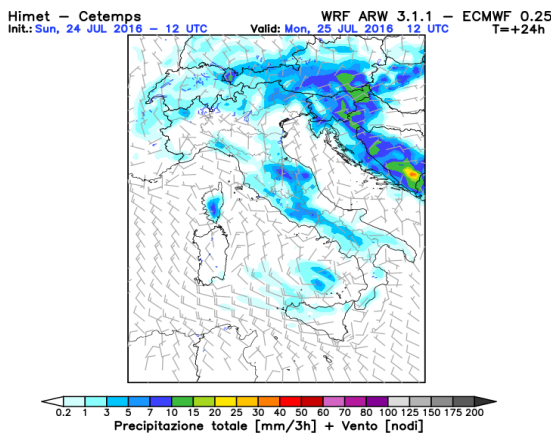 Himet – Cetemps WRF ARW 3.1.1 – ECMWF 0.25
Init.: Sun, 24 JUL 2016 – 12 UTC Valid: Mon, 25 JUL 2016 12 UTC T=+24h
0.2 1 3 5 7 10 15 20 25 30 40 50 60 70 80 90 100 125 150 175 200
Precipitazione totale [mm/3h] + Vento [nodi]